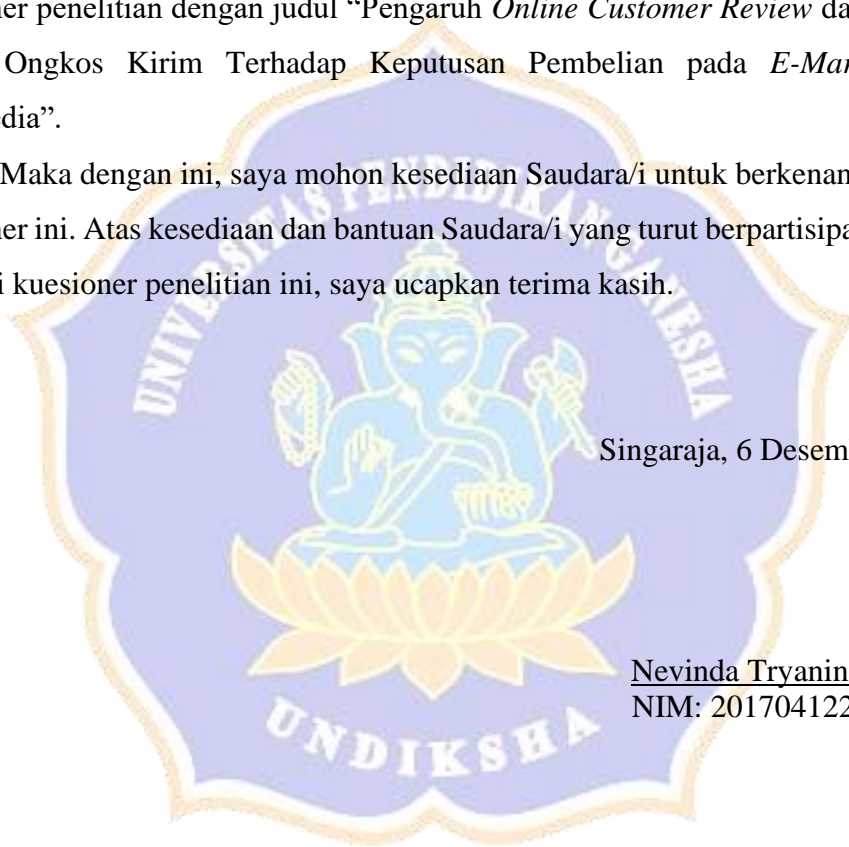 ner penelitian dengan judul “Pengaruh Online Customer Review da
Ongkos Kirim Terhadap Keputusan Pembelian pada E-Mar
edia”.
Maka dengan ini, saya mohon kesediaan Saudara/i untuk berkenan
ner ini. Atas kesediaan dan bantuan Saudara/i yang turut berpartisipa
i kuesioner penelitian ini, saya ucapkan terima kasih.
UNIVERSITAS PENDIDIKAN GANESHA
Singaraja, 6 Desem
Nevinda Tryanin
NIM: 201704122
UNDIKSHA